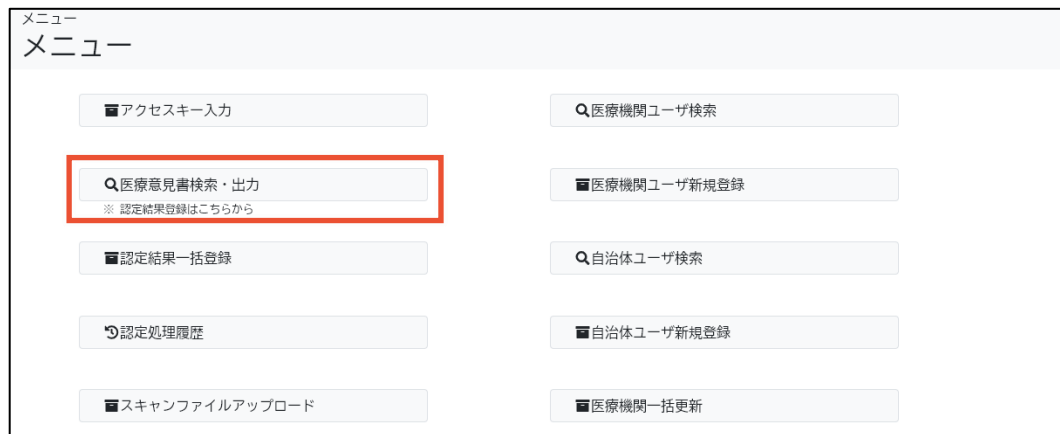 メニュー
メニュー
アクセスキー入力
医療意見書検索・出力
※ 認定結果登録はこちらから
認定結果一括登録
認定処理履歴
スキャンファイルアップロード
医療機関ユーザ検索
医療機関ユーザ新規登録
自治体ユーザ検索
自治体ユーザ新規登録
医療機関一括更新